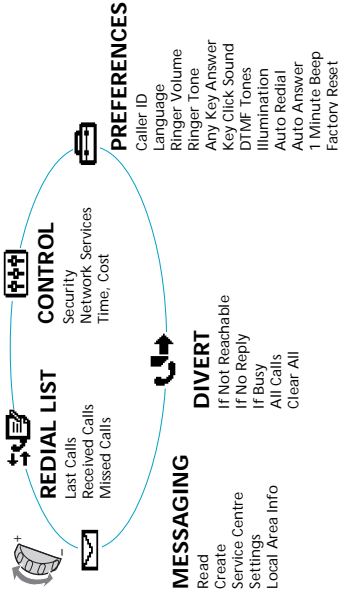 +
−
REDIAL LIST
Last Calls
Received Calls
Missed Calls
CONTROL
Security
Network Services
Time, Cost
PREFERENCES
Caller ID
Language
Ringer Volume
Ringer Tone
Any Key Answer
Key Click Sound
DTMF Tones
Illumination
Auto Redial
Auto Answer
1 Minute Beep
Factory Reset
MESSAGING
Read
Create
Service Centre
Settings
Local Area Info
DIVERT
If Not Reachable
If No Reply
If Busy
All Calls
Clear All